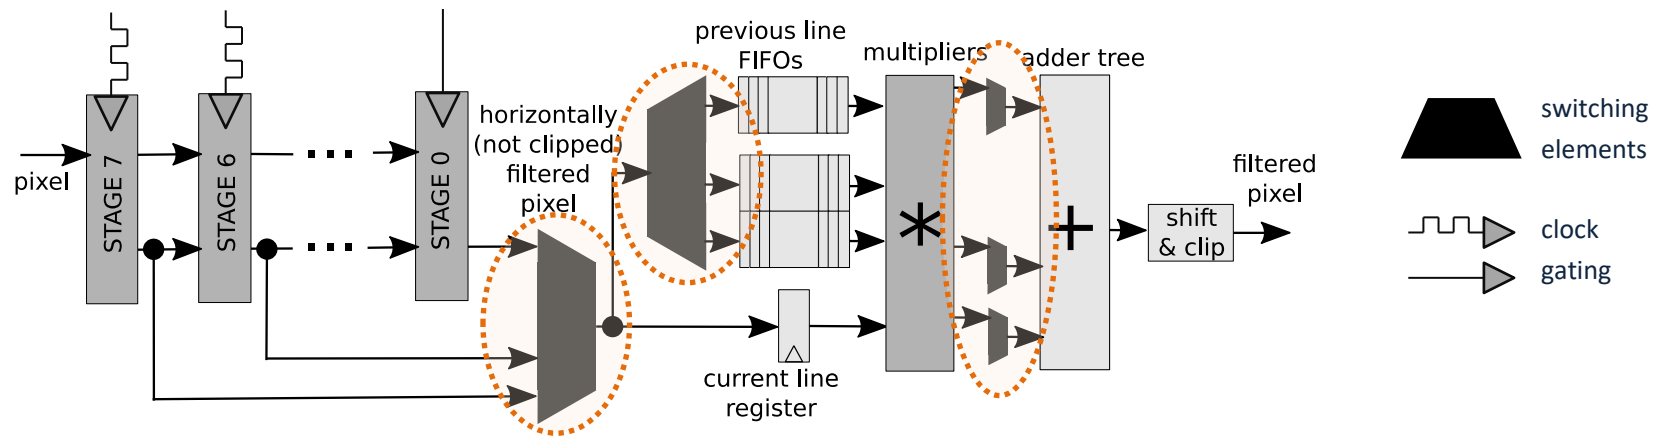 pixel
STAGE 7
STAGE 6
STAGE 0
horizontally
(not clipped)
filtered
pixel
previous line
FIFOs
multipliers
*
adder tree
+
current line
register
shift
& clip
filtered
pixel
switching
elements
clock
gating